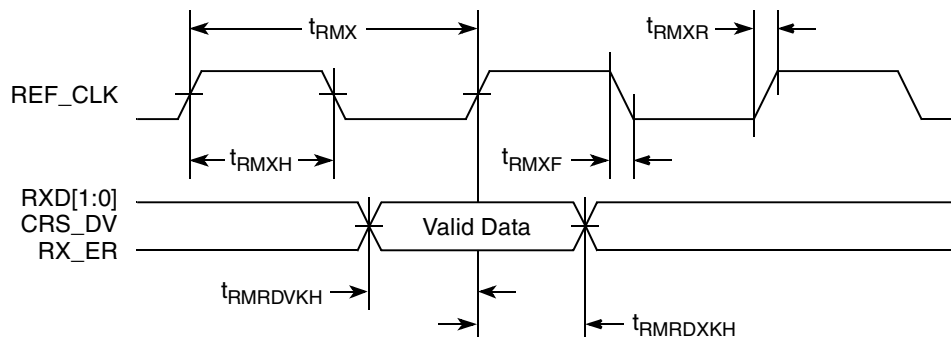 tRMX
tRMXR
REF_CLK
tRMXH
tRMXF
RXD[1:0]
CRS_DV
Valid Data
RX_ER
tRMRDVKH
tRMRDXKH